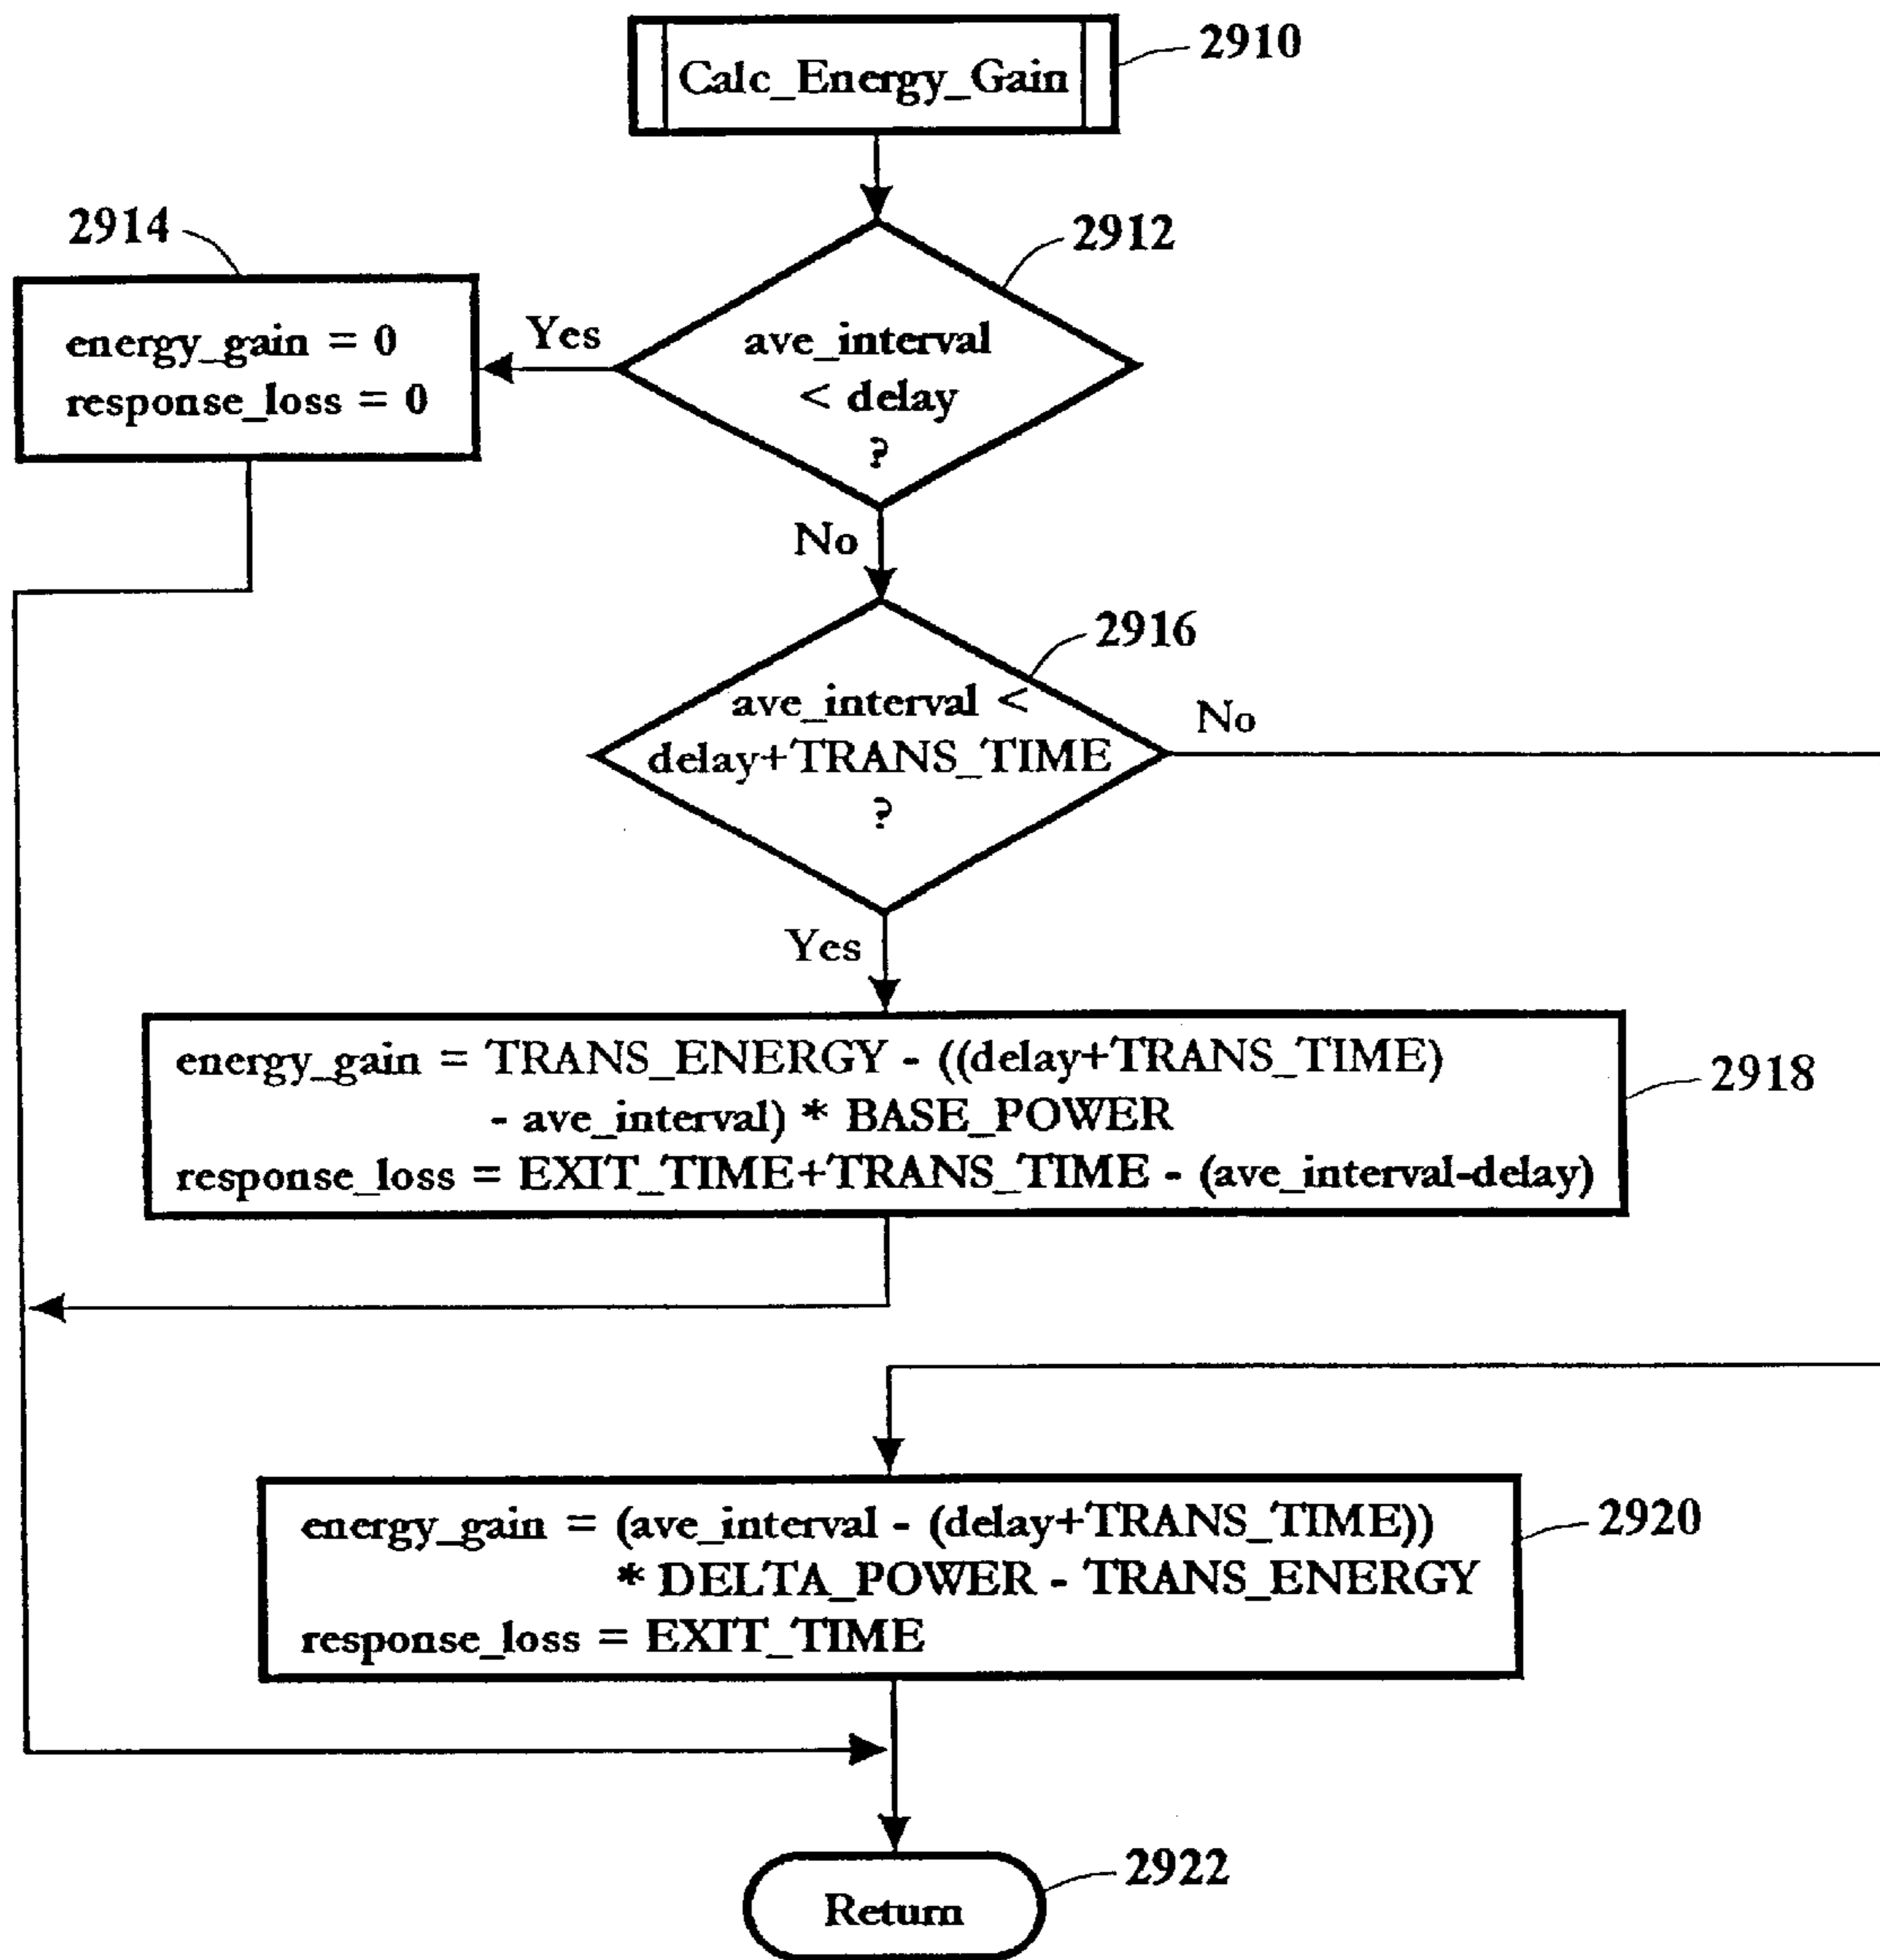 Calc_Energy_Gain
2910
2912
ave_interval
< delay
?
Yes
2914
energy_gain = 0
response_loss = 0
No
2916
ave_interval <
delay+TRANS_TIME
?
No
Yes
2918
energy_gain = TRANS_ENERGY - ((delay+TRANS_TIME)
- ave_interval) * BASE_POWER
response_loss = EXIT_TIME+TRANS_TIME - (ave_interval-delay)
2920
energy_gain = (ave_interval - (delay+TRANS_TIME))
* DELTA_POWER - TRANS_ENERGY
response_loss = EXIT_TIME
2922
Return